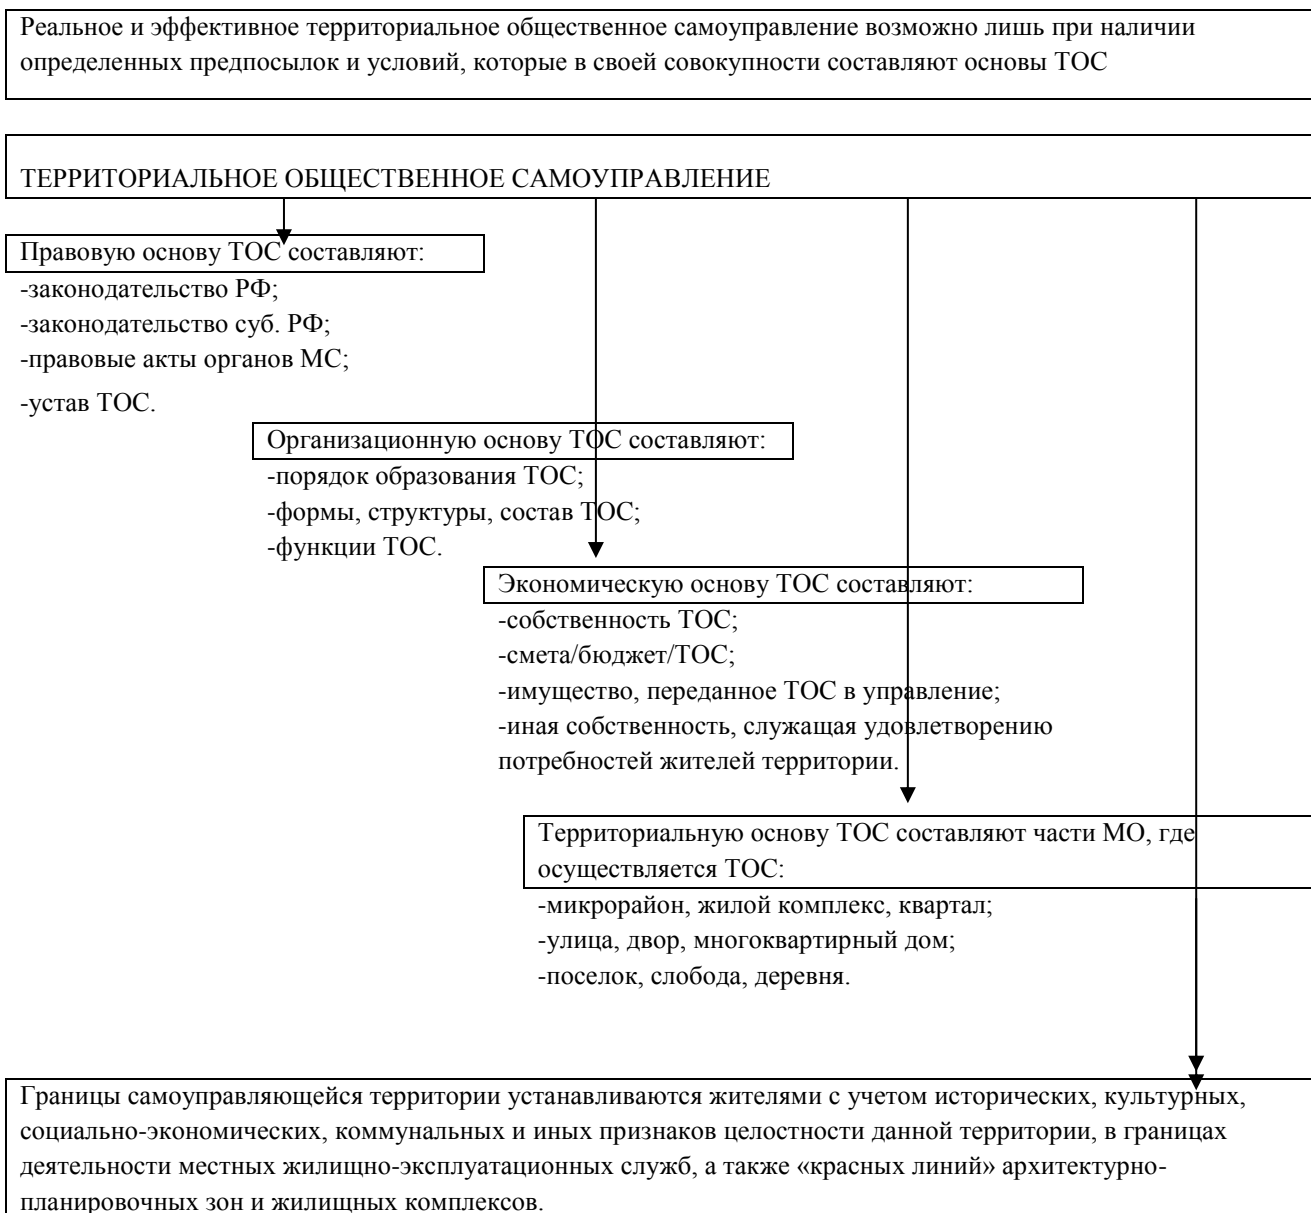 Реальное и эффективное территориальное общественное самоуправление возможно лишь при наличии
определенных предпосылок и условий, которые в своей совокупности составляют основы ТОС
ТЕРРИТОРИАЛЬНОЕ ОБЩЕСТВЕННОЕ САМОУПРАВЛЕНИЕ
Правовую основу ТОС составляют:
-законодательство РФ;
-законодательство суб. РФ;
-правовые акты органов МС;
-устав ТОС.
Организационную основу ТОС составляют:
-порядок образования ТОС;
-формы, структуры, состав ТОС;
-функции ТОС.
Экономическую основу ТОС составляют:
-собственность ТОС;
-смета/бюджет/ТОС;
-имущество, переданное ТОС в управление;
-иная собственность, служащая удовлетворению
потребностей жителей территории.
Территориальную основу ТОС составляют части МО, где
осуществляется ТОС:
-микрорайон, жилой комплекс, квартал;
-улица, двор, многоквартирный дом;
-поселок, слобода, деревня.
Границы самоуправляющейся территории устанавливаются жителями с учетом исторических, культурных,
социально-экономических, коммунальных и иных признаков целостности данной территории, в границах
деятельности местных жилищно-эксплуатационных служб, а также «красных линий» архитектурно-
планировочных зон и жилищных комплексов.